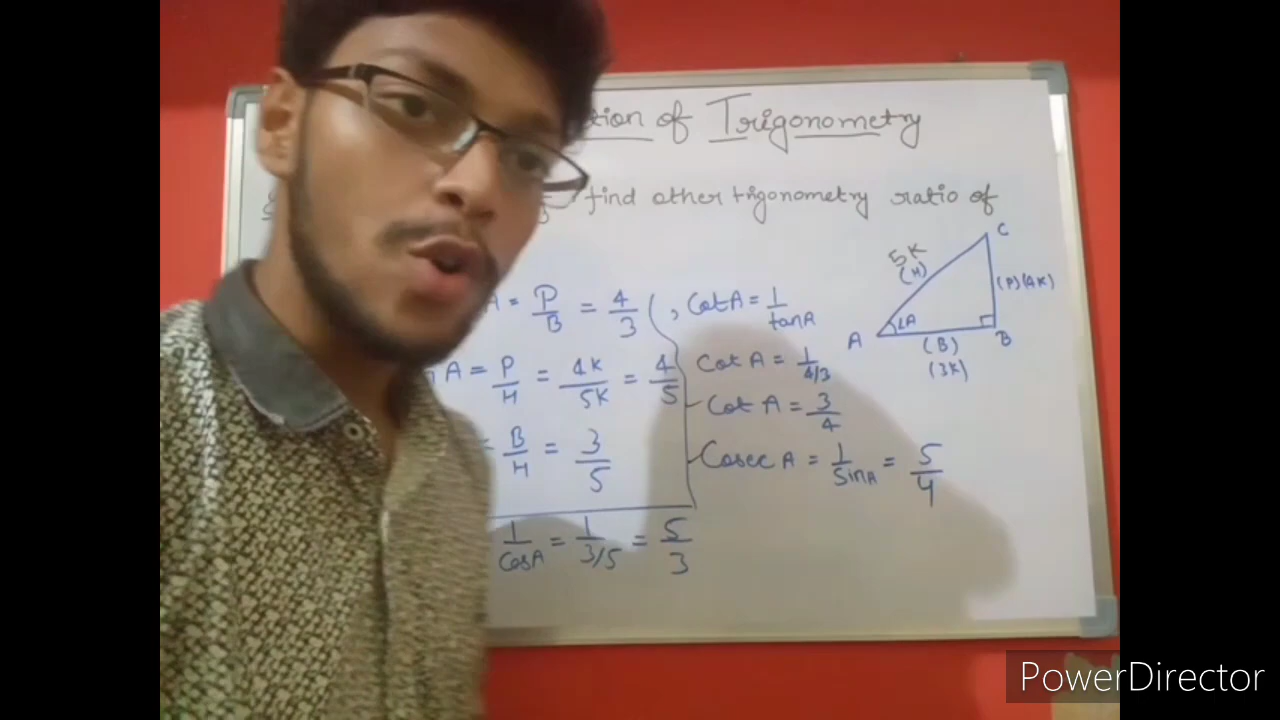 tion of Trigonometry
find other trigonometry ratio of
A = P/B = 4/3 , Cot A = 1/tanA
A = P/H = 4K/5K = 4/5
Cot A = 1/4/3
Cot A = 3/4
= B/H = 3/5
Cosec A = 1/SinA = 5/4
1/CosA = 1/3/5 = 5/3
C
5K
(H)
(P)(4K)
∠A
A
(B)
B
(3K)
PowerDirector